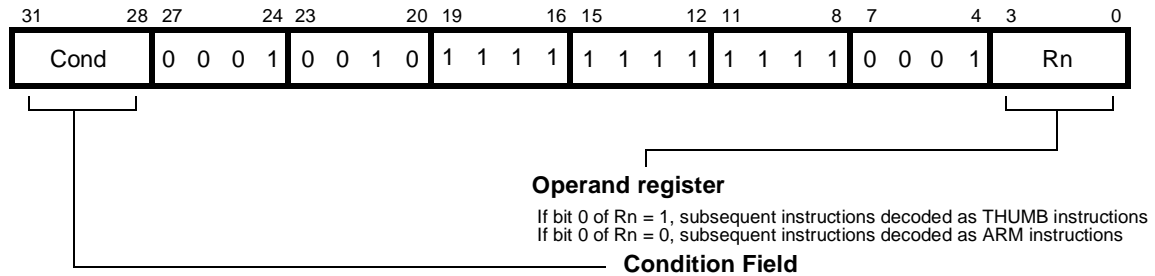 31 28 27 24 23 20 19 16 15 12 11 8 7 4 3 0
Cond 0 0 0 1 0 0 1 0 1 1 1 1 1 1 1 1 1 1 1 1 0 0 0 1 Rn
Operand register
If bit 0 of Rn = 1, subsequent instructions decoded as THUMB instructions
If bit 0 of Rn = 0, subsequent instructions decoded as ARM instructions
Condition Field